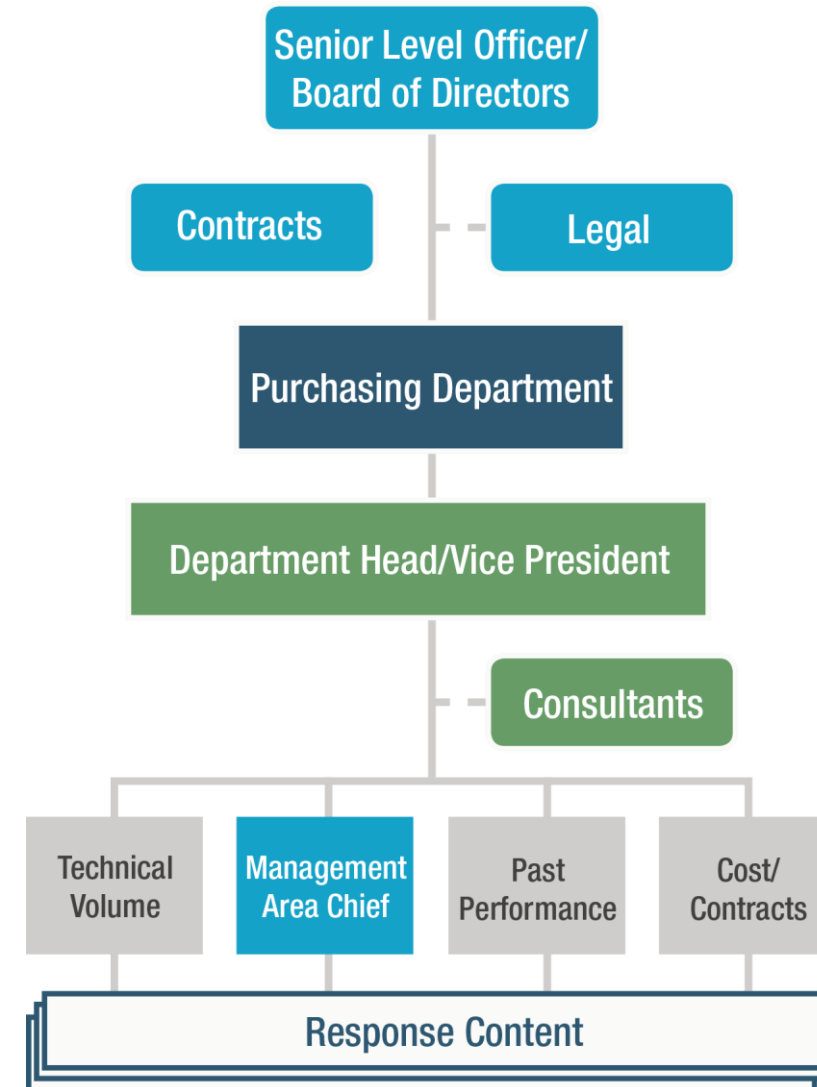 Senior Level Officer/
Board of Directors
Contracts
Legal
Purchasing Department
Department Head/Vice President
Consultants
Technical
Volume
Management
Area Chief
Past
Performance
Cost/
Contracts
Response Content